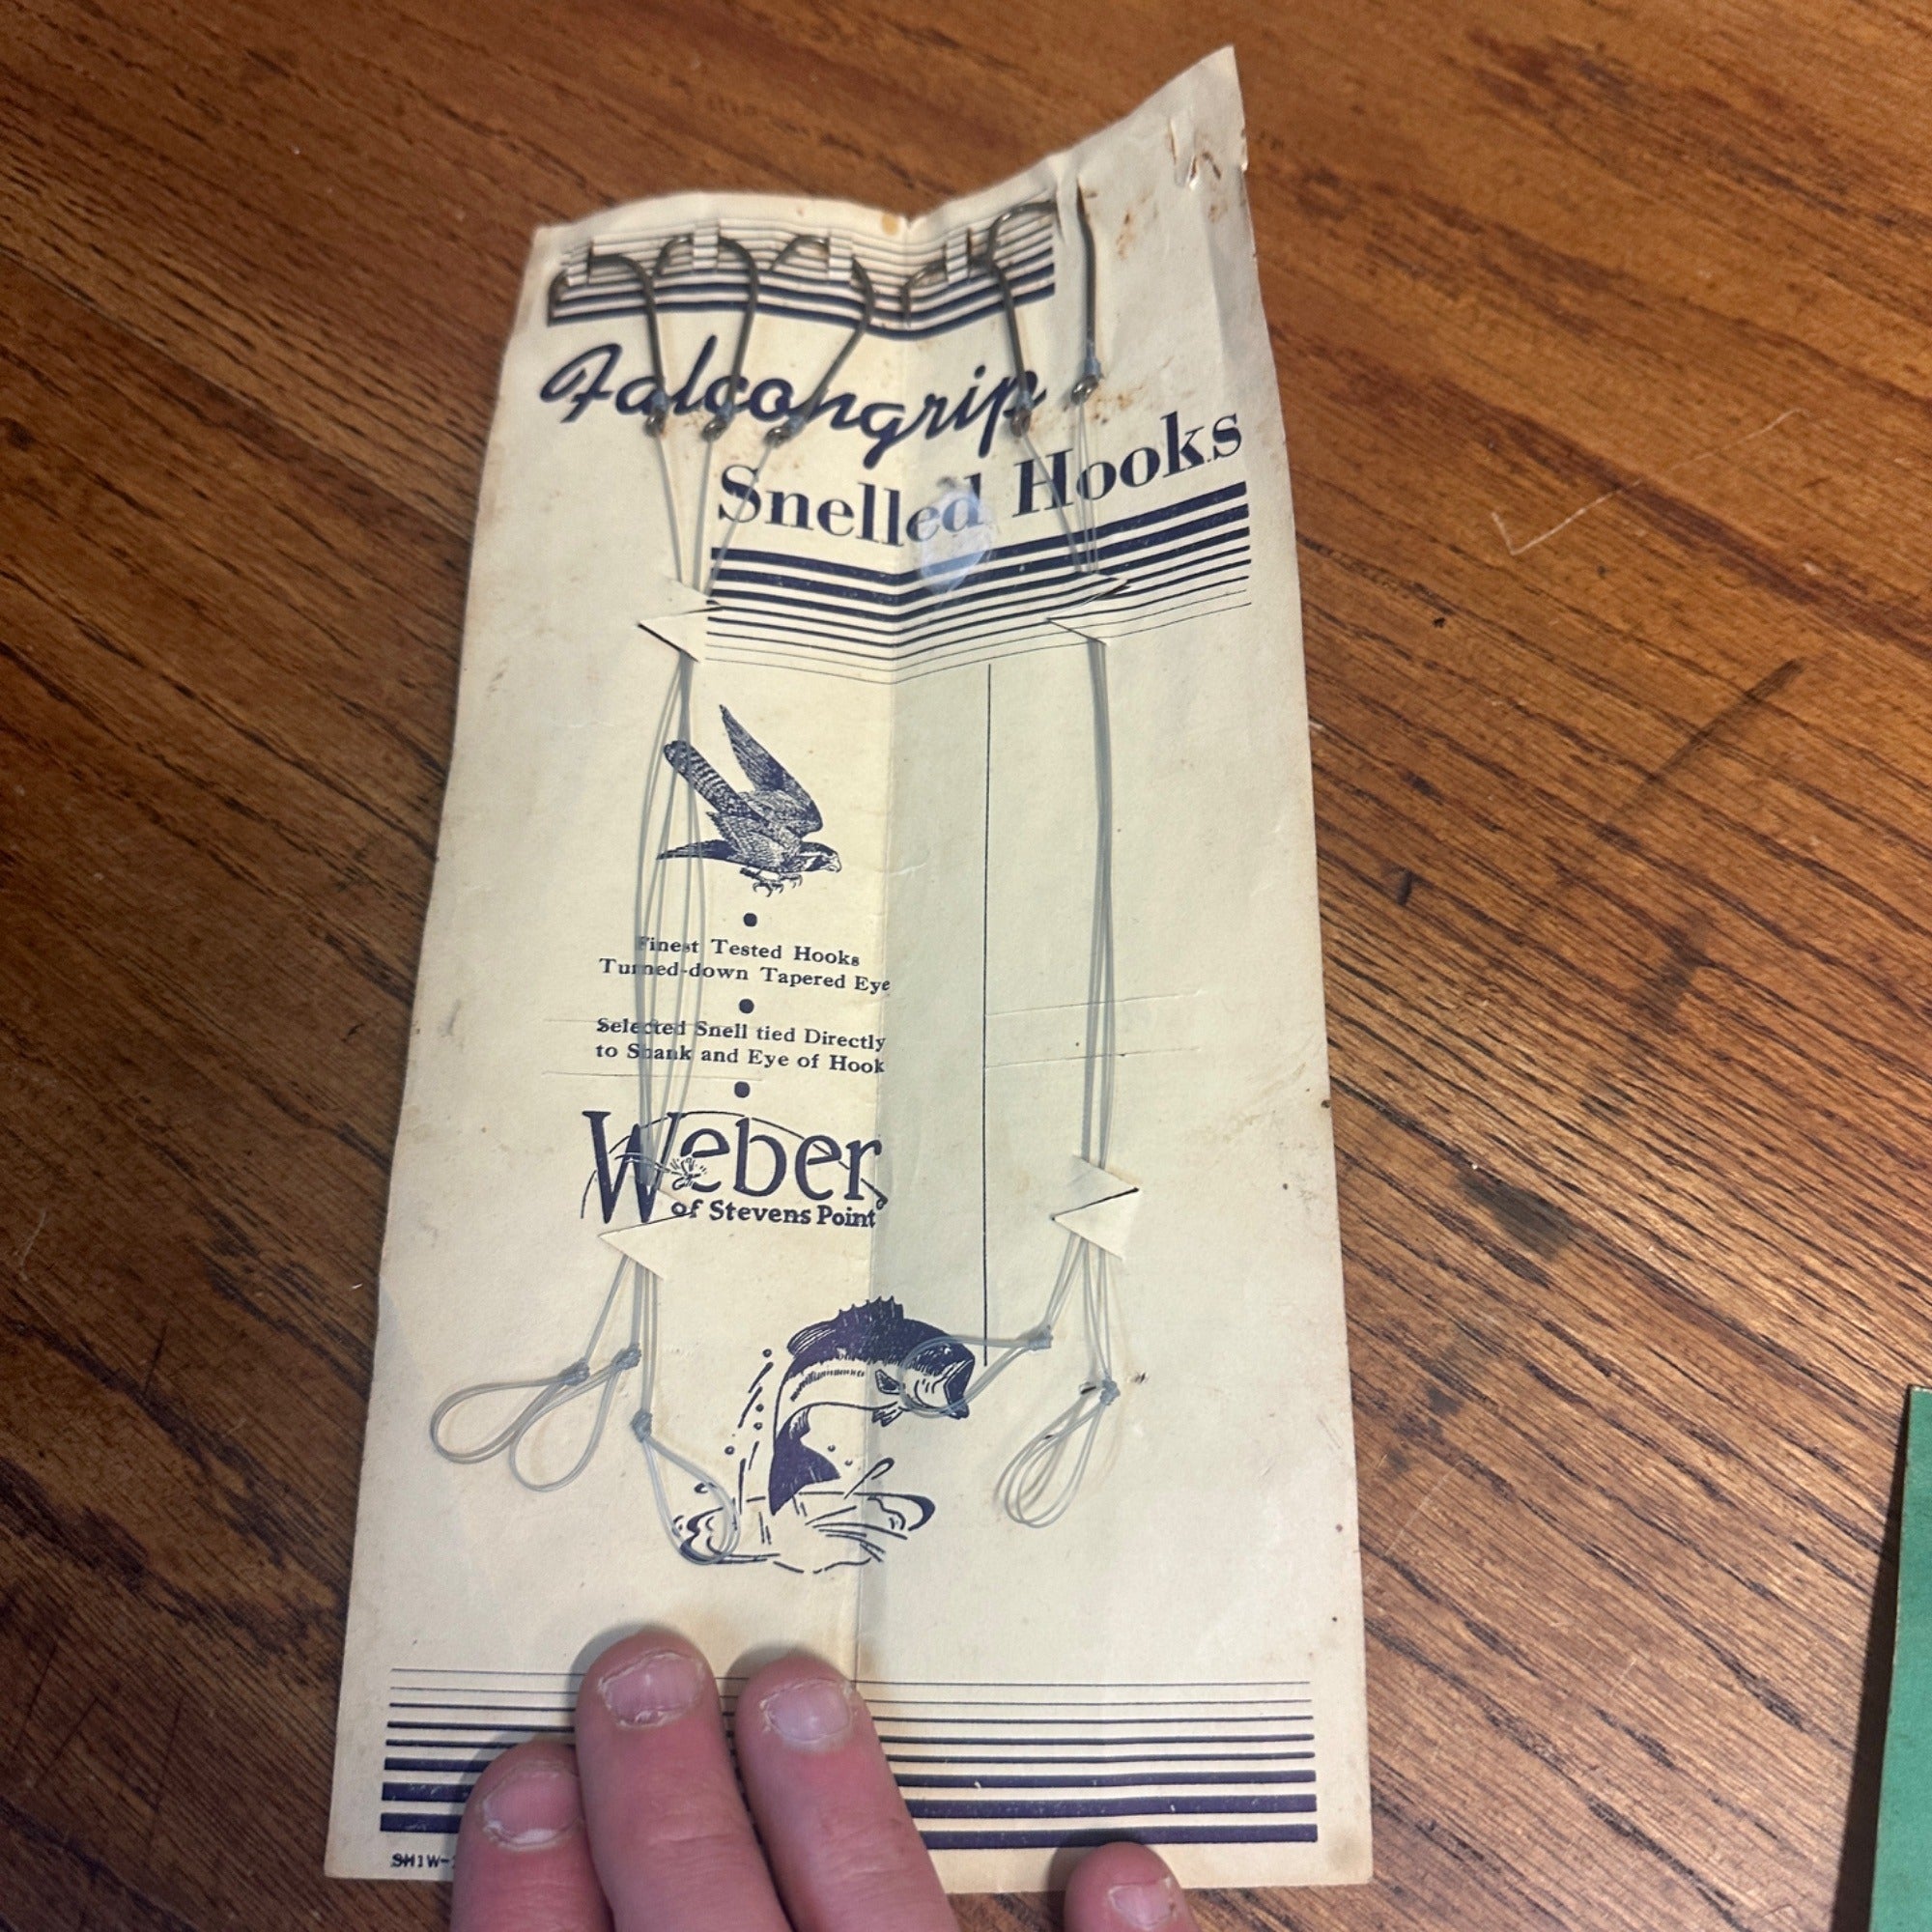 Falcongrip
Snelled Hooks
Finest Tested Hooks
Turned-down Tapered Eye
Selected Snell tied Directly
to Shank and Eye of Hook
Weber
of Stevens Point
SH1W-